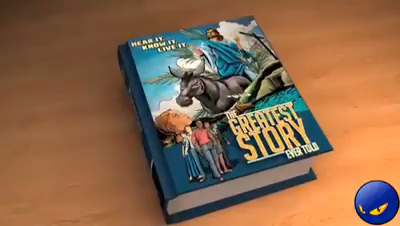 HEAR IT.
KNOW IT.
LIVE IT.
THE
GREATEST
STORY
EVER TOLD